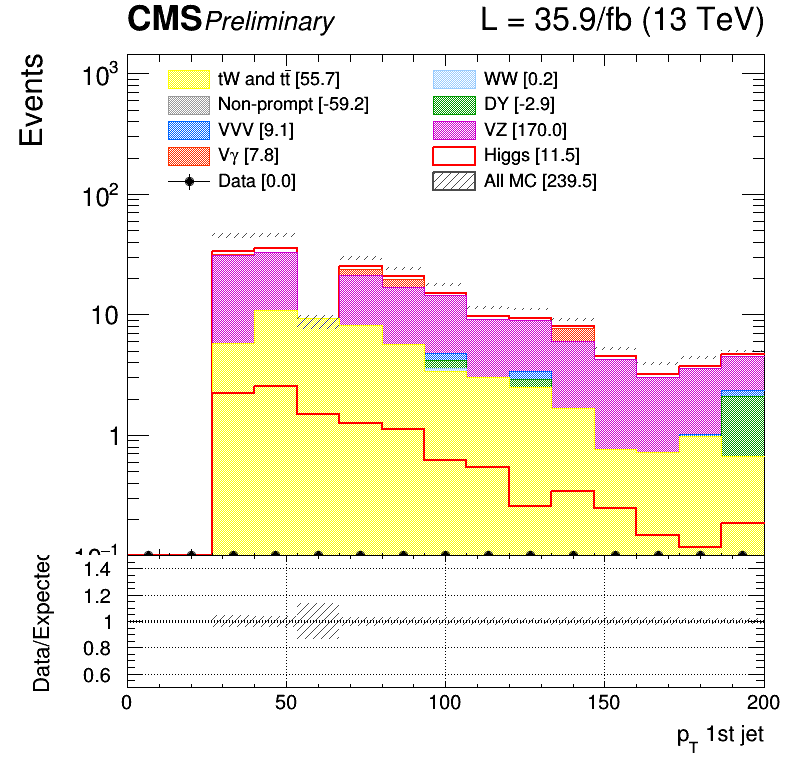 CMS Preliminary L = 35.9/fb (13 TeV)
Events
10³
10²
10
1
10⁻¹
tW and tt̄ [55.7]
Non-prompt [-59.2]
VVV [9.1]
Vγ [7.8]
Data [0.0]
WW [0.2]
DY [-2.9]
VZ [170.0]
Higgs [11.5]
All MC [239.5]
Data/Expected
1.4
1.2
1
0.8
0.6
0 50 100 150 200
p_T 1st jet